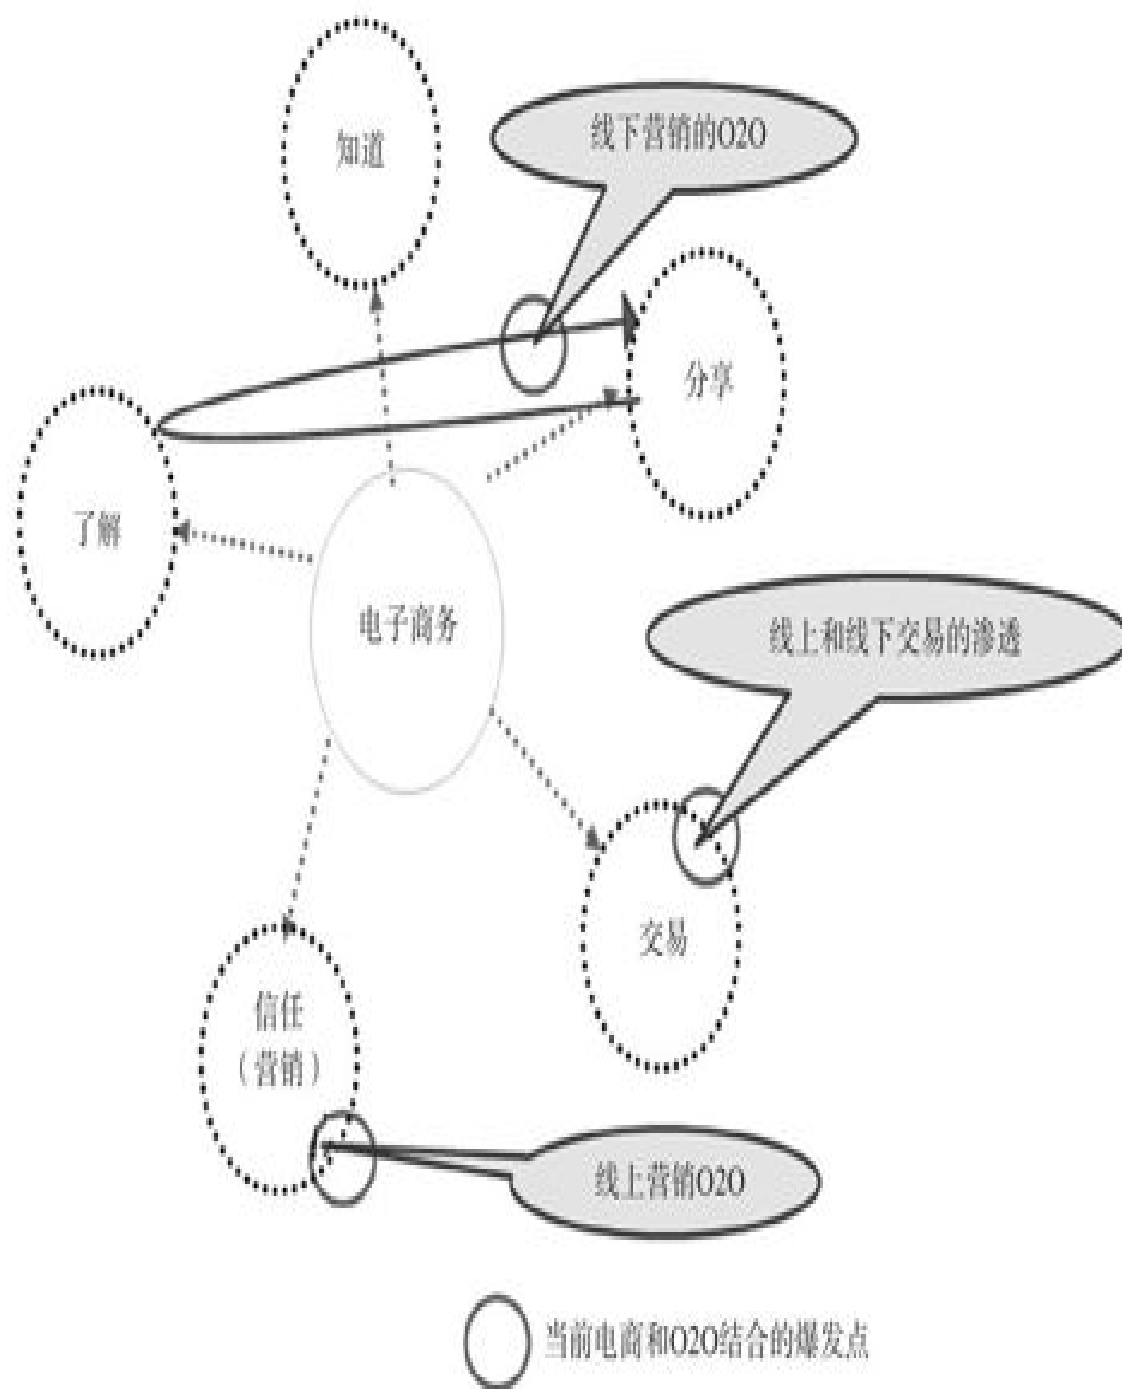 知道
线下营销的O2O
分享
了解
电子商务
线上和线下交易的渗透
交易
信任
（营销）
线上营销O2O
当前电商和O2O结合的爆发点